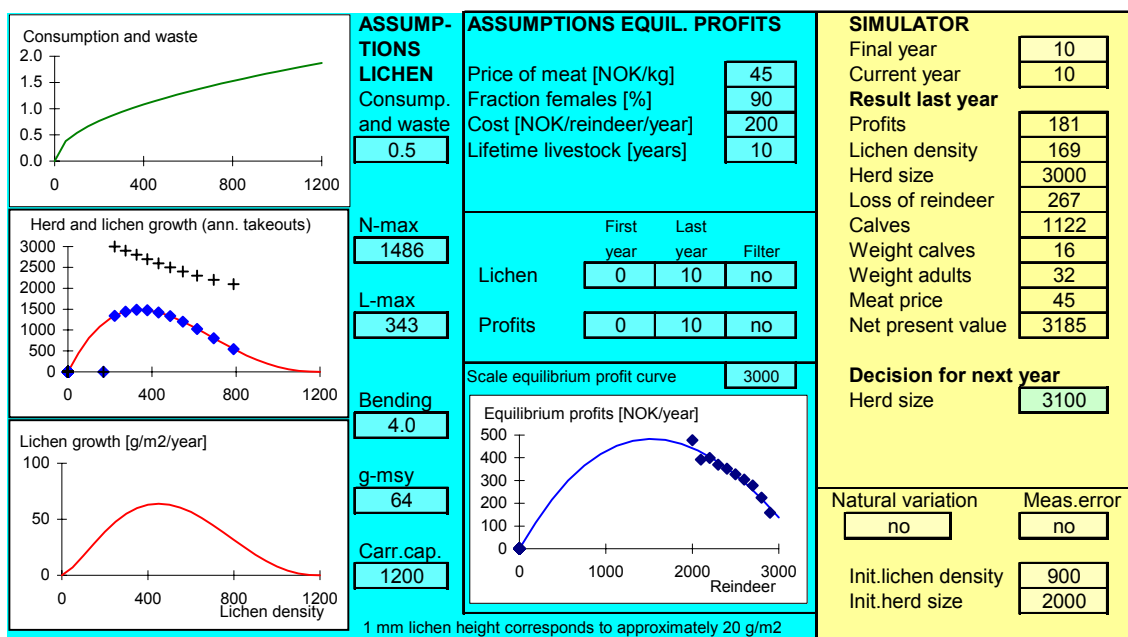 Consumption and waste
2.0
1.5
1.0
0.5
0.0
0 400 800 1200
Herd and lichen growth (ann. takeouts)
3000
2500
2000
1500
1000
500
0
0 400 800 1200
Lichen growth [g/m2/year]
100
50
0
0 400 800 1200
Lichen density
ASSUMP-
TIONS
LICHEN
Consump.
and waste
0.5
N-max
1486
L-max
343
Bending
4.0
g-msy
64
Carr.cap.
1200
ASSUMPTIONS EQUIL. PROFITS
Price of meat [NOK/kg] 45
Fraction females [%] 90
Cost [NOK/reindeer/year] 200
Lifetime livestock [years] 10
First Last
year year Filter
Lichen 0 10 no
Profits 0 10 no
Scale equilibrium profit curve 3000
Equilibrium profits [NOK/year]
500
400
300
200
100
0
0 1000 2000 3000
Reindeer
1 mm lichen height corresponds to approximately 20 g/m2
SIMULATOR
Final year 10
Current year 10
Result last year
Profits 181
Lichen density 169
Herd size 3000
Loss of reindeer 267
Calves 1122
Weight calves 16
Weight adults 32
Meat price 45
Net present value 3185
Decision for next year
Herd size 3100
Natural variation Meas.error
no no
Init.lichen density 900
Init.herd size 2000